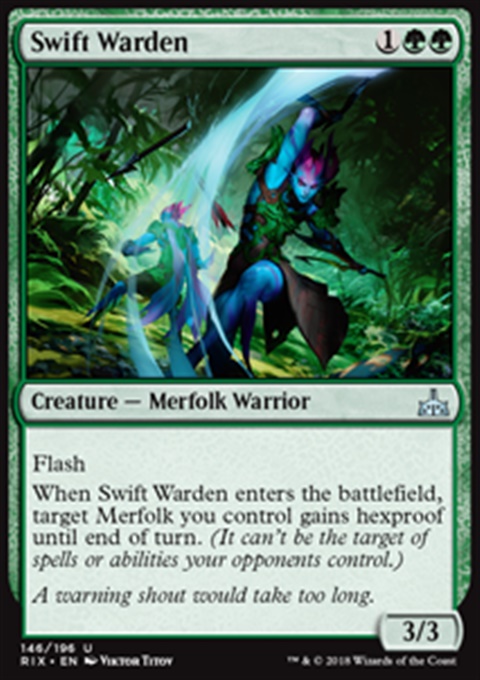 Swift Warden 1
Creature — Merfolk Warrior
Flash
When Swift Warden enters the battlefield,
target Merfolk you control gains hexproof
until end of turn. (It can't be the target of
spells or abilities your opponents control.)
A warning shout would take too long.
3/3
146/196 U
RIX • EN Viktor Titov
™ & © 2018 Wizards of the Coast